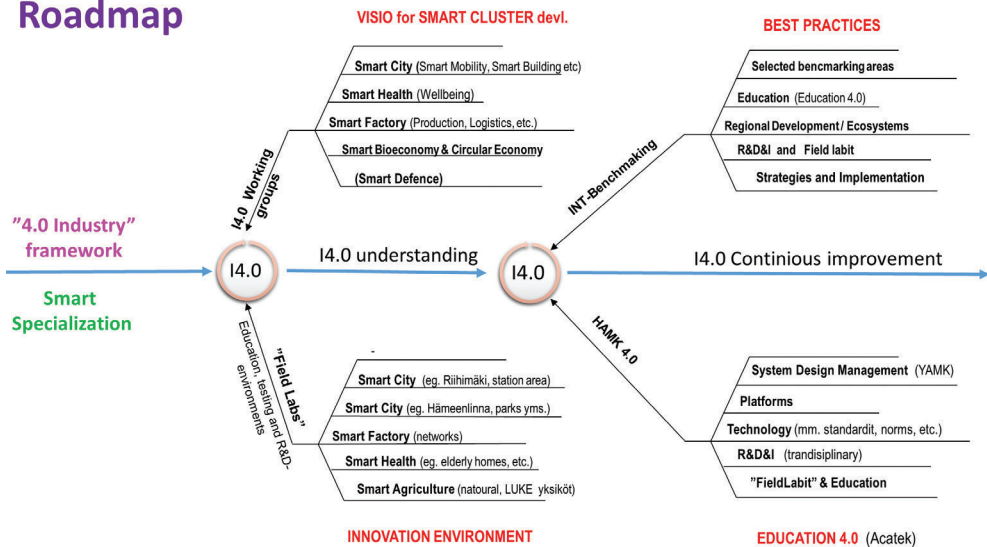 Roadmap
VISIO for SMART CLUSTER devl.
Smart City (Smart Mobility, Smart Building etc)
Smart Health (Wellbeing)
Smart Factory (Production, Logistics, etc.)
Smart Bioeconomy & Circular Economy
(Smart Defence)
I4.0 Working
groups
BEST PRACTICES
Selected bencmarking areas
Education (Education 4.0)
Regional Development / Ecosystems
R&D&I and Field labit
Strategies and Implementation
INT-Benchmaking
”4.0 Industry”
framework
Smart
Specialization
I4.0
I4.0 understanding
I4.0
I4.0 Continious improvement
”Field Labs”
Education, testing and R&D-
environments
-
Smart City (eg. Riihimäki, station area)
Smart City (eg. Hämeenlinna, parks yms.)
Smart Factory (networks)
Smart Health (eg. elderly homes, etc.)
Smart Agriculture (natoural, LUKE yksiköt)
INNOVATION ENVIRONMENT
HAMK 4.0
System Design Management (YAMK)
Platforms
Technology (mm. standardit, norms, etc.)
R&D&I (trandisiplinary)
”FieldLabit” & Education
EDUCATION 4.0 (Acatek)